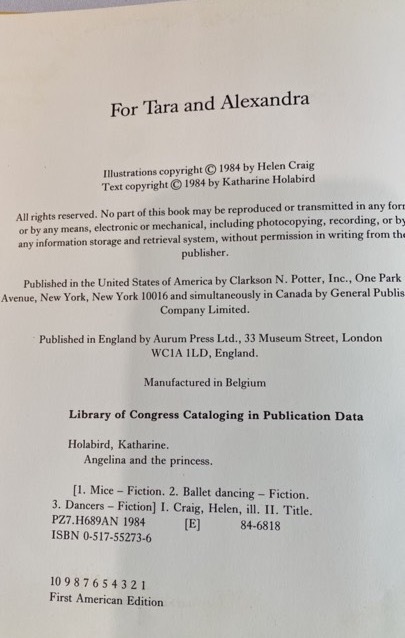 For Tara and Alexandra
Illustrations copyright © 1984 by Helen Craig
Text copyright © 1984 by Katharine Holabird
All rights reserved. No part of this book may be reproduced or transmitted in any form
or by any means, electronic or mechanical, including photocopying, recording, or by
any information storage and retrieval system, without permission in writing from the
publisher.
Published in the United States of America by Clarkson N. Potter, Inc., One Park
Avenue, New York, New York 10016 and simultaneously in Canada by General Publis
Company Limited.
Published in England by Aurum Press Ltd., 33 Museum Street, London
WC1A 1LD, England.
Manufactured in Belgium
Library of Congress Cataloging in Publication Data
Holabird, Katharine.
Angelina and the princess.
[1. Mice – Fiction. 2. Ballet dancing – Fiction.
3. Dancers – Fiction] I. Craig, Helen, ill. II. Title.
PZ7.H689AN 1984 [E] 84-6818
ISBN 0-517-55273-6
10 9 8 7 6 5 4 3 2 1
First American Edition